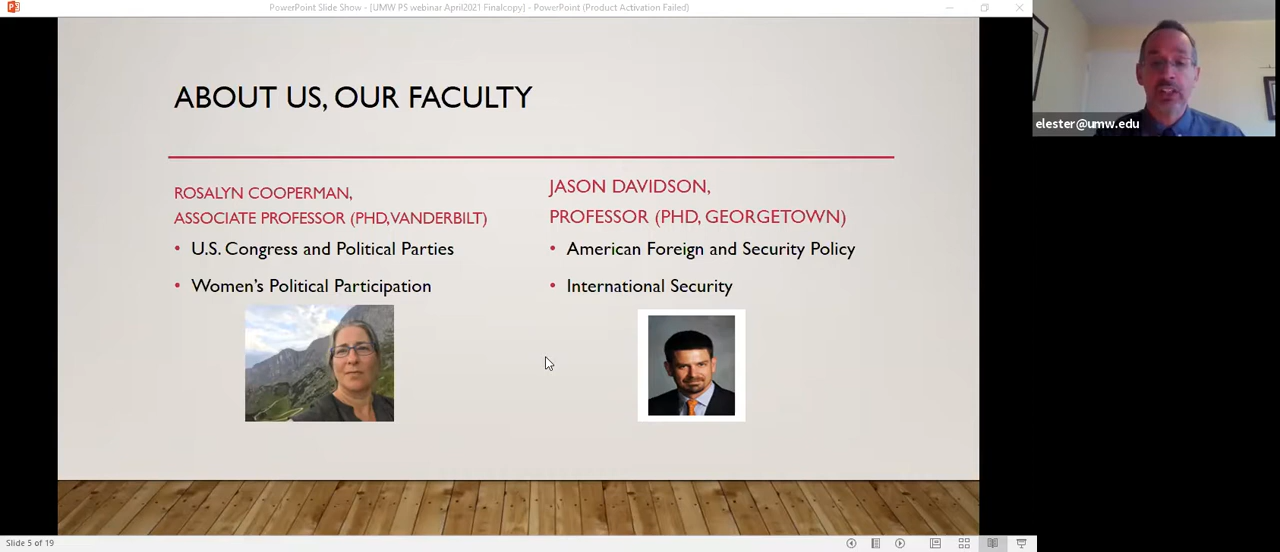 PowerPoint Slide Show - [UMW PS webinar April2021 Finalcopy] - PowerPoint (Product Activation Failed)
ABOUT US, OUR FACULTY
ROSALYN COOPERMAN,
ASSOCIATE PROFESSOR (PHD, VANDERBILT)
• U.S. Congress and Political Parties
• Women's Political Participation
JASON DAVIDSON,
PROFESSOR (PHD, GEORGETOWN)
• American Foreign and Security Policy
• International Security
elester@umw.edu
Slide 5 of 19